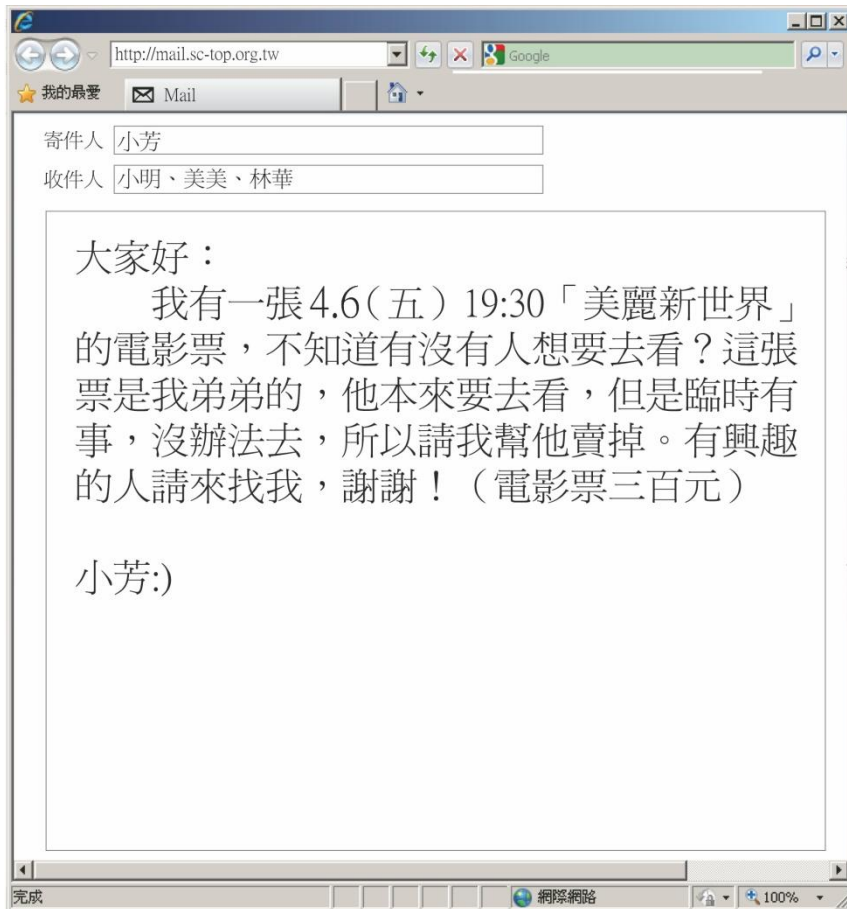 http://mail.sc-top.org.tw
Google
我的最愛
Mail
寄件人 小芳
收件人 小明、美美、林華
大家好：
我有一張4.6（五）19:30「美麗新世界」
的電影票，不知道有沒有人想要去看？這張
票是我弟弟的，他本來要去看，但是臨時有
事，沒辦法去，所以請我幫他賣掉。有興趣
的人請來找我，謝謝！（電影票三百元）
小芳:)
完成
網際網路
100%